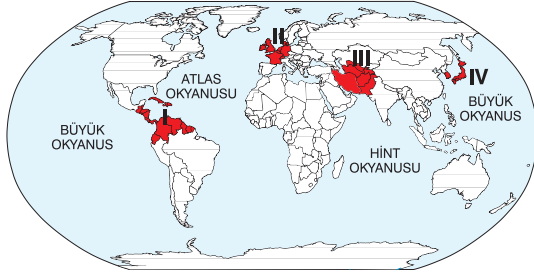 II
III
ATLAS
OKYANUSU
IV
BÜYÜK
OKYANUS
I
BÜYÜK
OKYANUS
HİNT
OKYANUSU